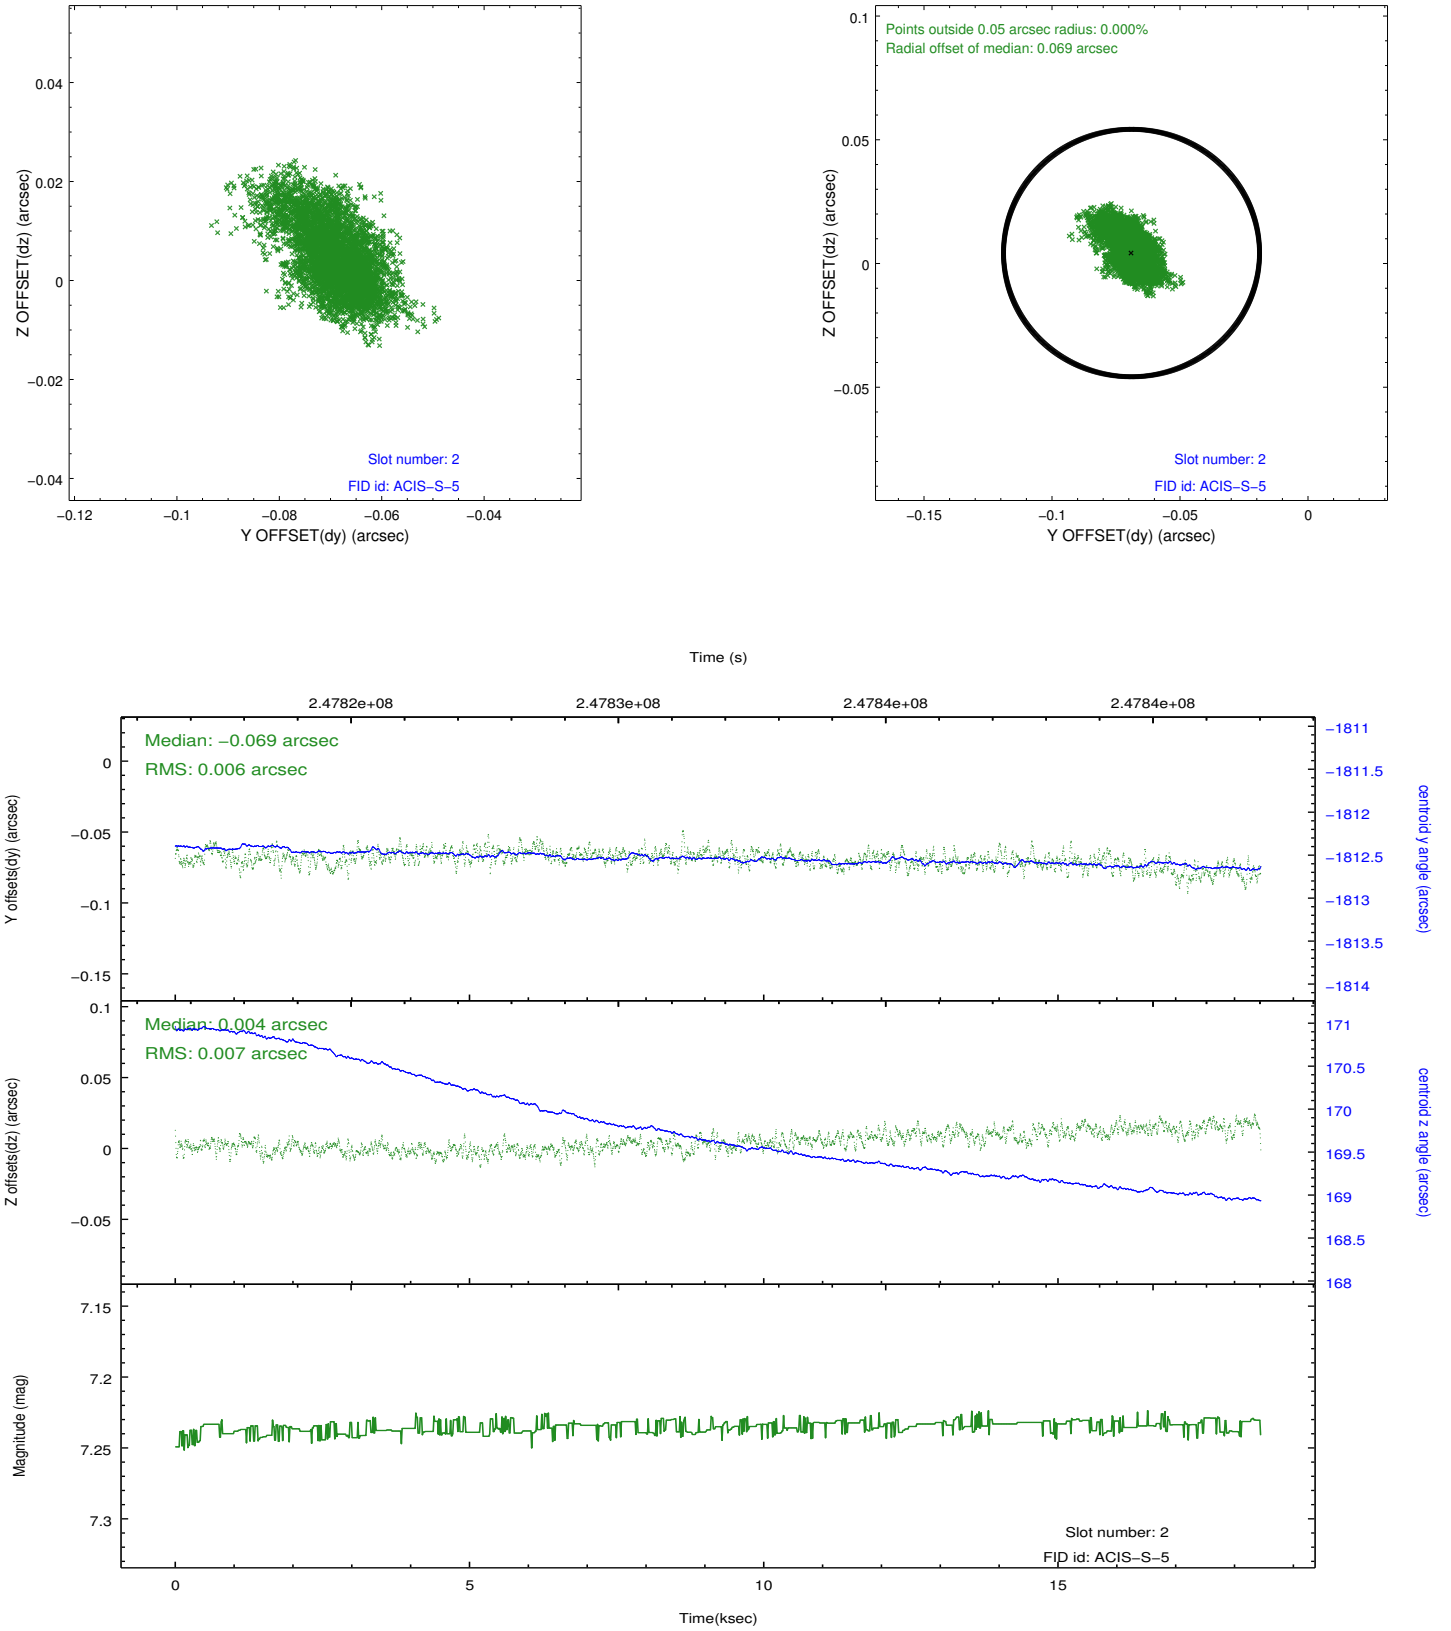 0.04
0.02
0
−0.02
−0.04
Z OFFSET(dz) (arcsec)
Slot number: 2
FID id: ACIS−S−5
−0.12
−0.1
−0.08
−0.06
−0.04
Y OFFSET(dy) (arcsec)
0.1
0.05
0
−0.05
Z OFFSET(dz) (arcsec)
Points outside 0.05 arcsec radius: 0.000%
Radial offset of median: 0.069 arcsec
Slot number: 2
FID id: ACIS−S−5
−0.15
−0.1
−0.05
0
Y OFFSET(dy) (arcsec)
Time (s)
2.4782e+08
2.4783e+08
2.4784e+08
2.4784e+08
Median: −0.069 arcsec
RMS: 0.006 arcsec
0
−0.05
−0.1
−0.15
Y offsets(dy) (arcsec)
−1811
−1811.5
−1812
−1812.5
−1813
−1813.5
−1814
centroid y angle (arcsec)
Median: 0.004 arcsec
RMS: 0.007 arcsec
0.1
0.05
0
−0.05
Z offsets(dz) (arcsec)
171
170.5
170
169.5
169
168.5
168
centroid z angle (arcsec)
7.15
7.2
7.25
7.3
Magnitude (mag)
Slot number: 2
FID id: ACIS−S−5
0
5
10
15
Time(ksec)